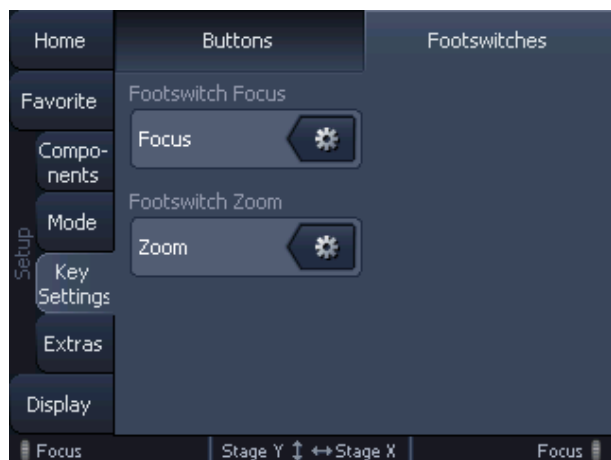 Home
Buttons
Footswitches
Favorite
Footswitch Focus
Focus
Compo-
nents
Footswitch Zoom
Mode
Zoom
Setup
Key
Settings
Extras
Display
Focus
Stage Y ↕ ↔ Stage X
Focus